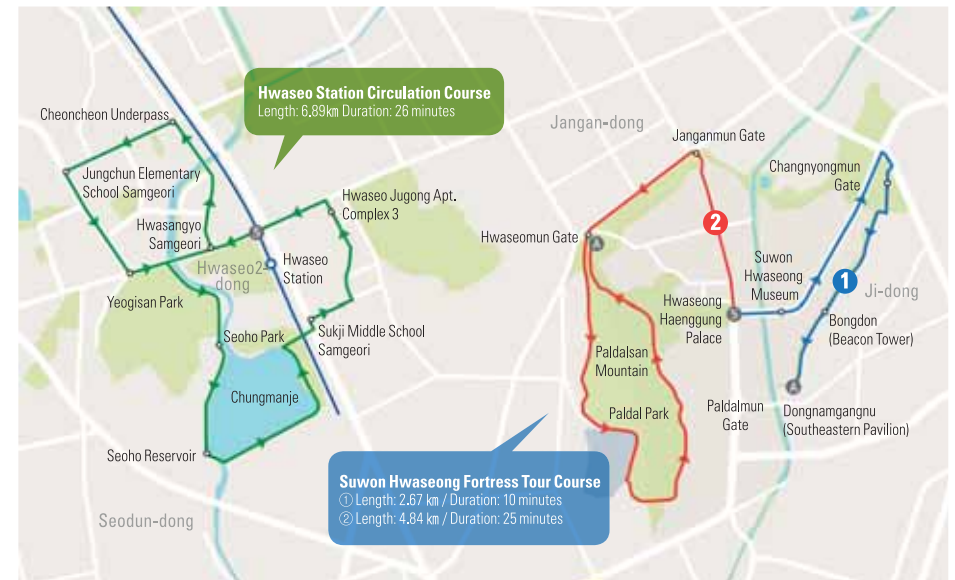 Hwaseo Station Circulation Course
Length: 6.89㎞ Duration: 26 minutes
Cheoncheon Underpass
Jungchun Elementary
School Samgeori
Hwasangyo
Samgeori
Hwaseo Jugong Apt.
Complex 3
S
Hwaseo
Station
Hwaseo2-
dong
Yeogisan Park
Seoho Park
Sukji Middle School
Samgeori
Chungmanje
Seoho Reservoir
Seodun-dong
Jangan-dong
Janganmun Gate
Changnyongmun
Gate
Hwaseomun Gate
A
2
Suwon
Hwaseong
Museum
1
Ji-dong
Hwaseong
Haenggung
Palace
S
Bongdon
(Beacon Tower)
Paldalsan
Mountain
A
Paldal Park
Paldalmun
Gate
Dongnamgangnu
(Southeastern Pavilion)
Suwon Hwaseong Fortress Tour Course
① Length: 2.67 ㎞ / Duration: 10 minutes
② Length: 4.84 ㎞ / Duration: 25 minutes